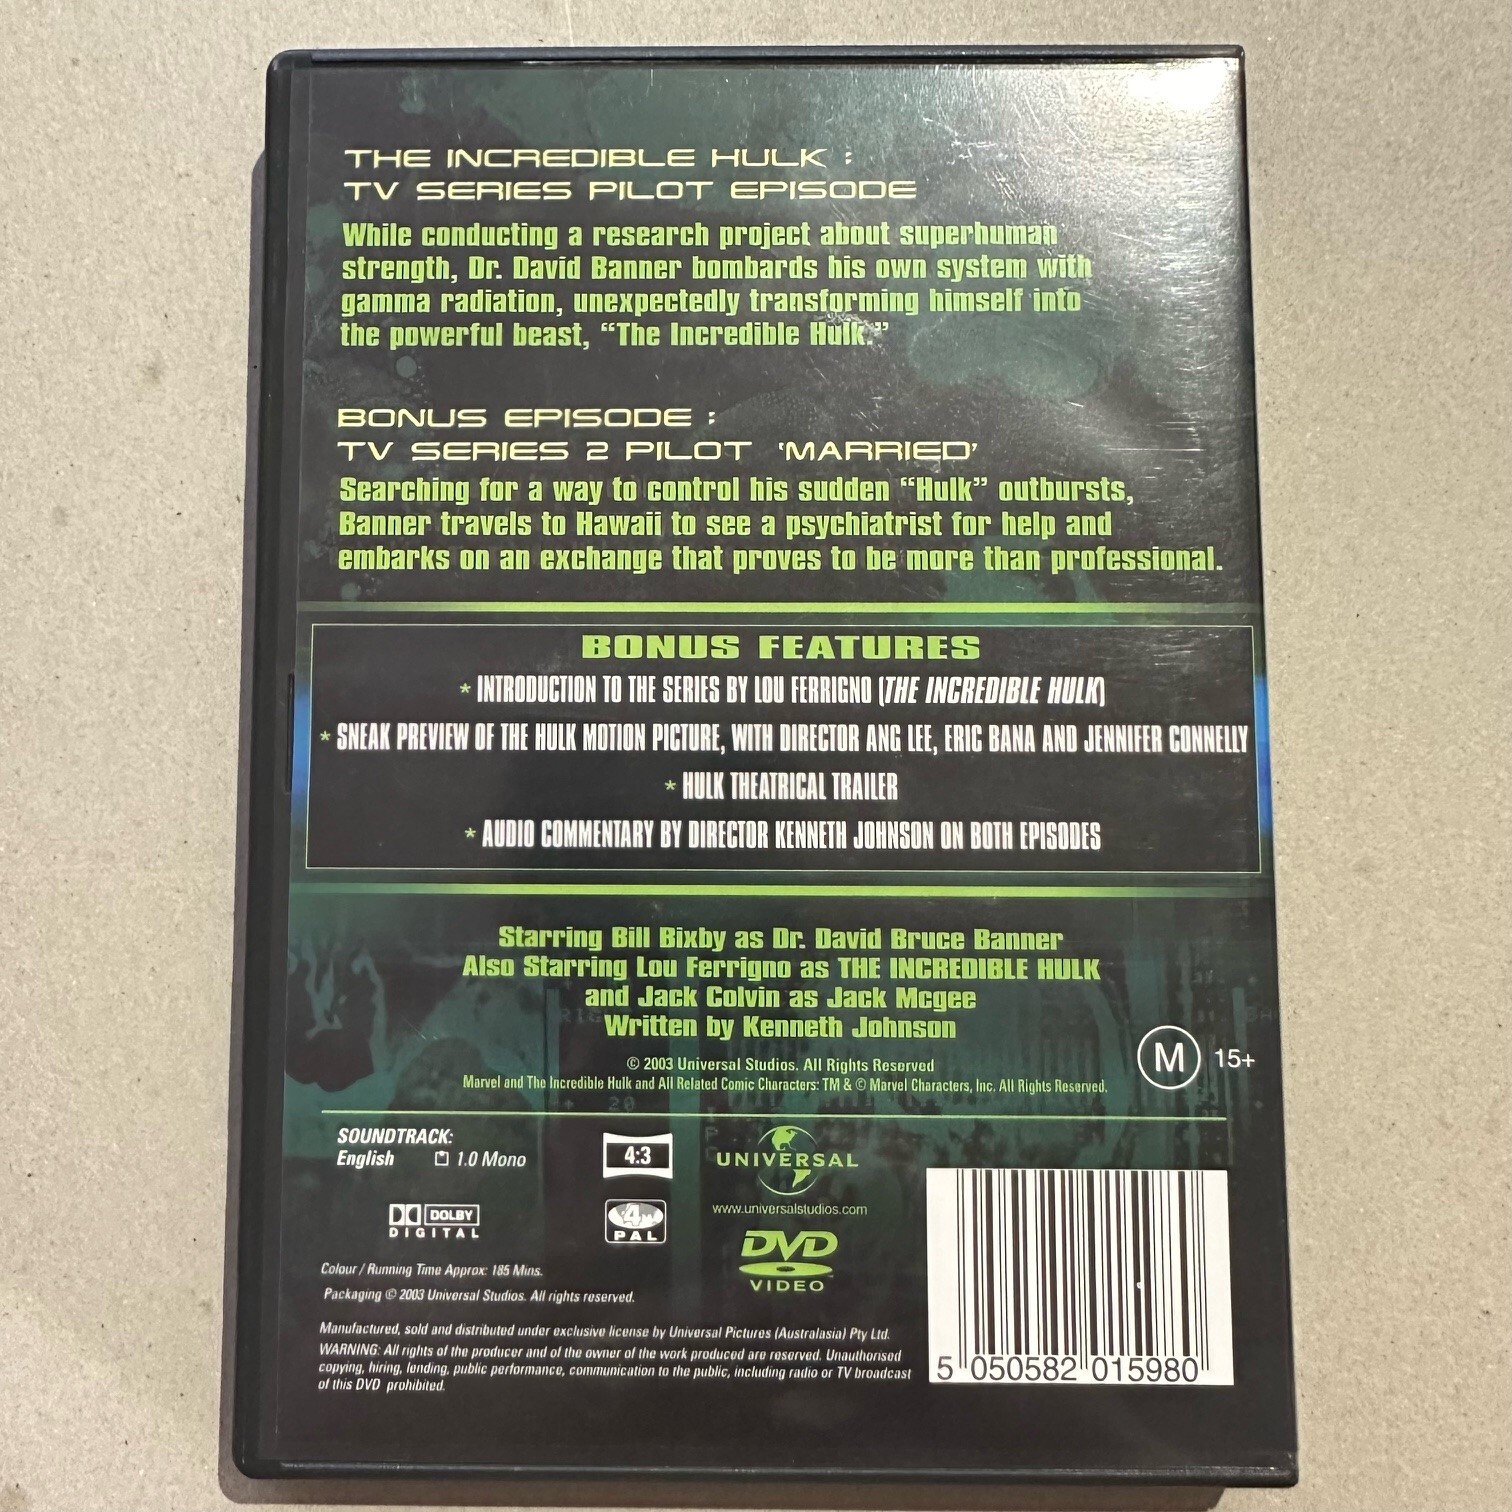 THE INCREDIBLE HULK :
TV SERIES PILOT EPISODE
While conducting a research project about superhuman
strength, Dr. David Banner bombards his own system with
gamma radiation, unexpectedly transforming himself into
the powerful beast, “The Incredible Hulk.”
BONUS EPISODE :
TV SERIES 2 PILOT ‘MARRIED’
Searching for a way to control his sudden “Hulk” outbursts,
Banner travels to Hawaii to see a psychiatrist for help and
embarks on an exchange that proves to be more than professional.
BONUS FEATURES
* INTRODUCTION TO THE SERIES BY LOU FERRIGNO (THE INCREDIBLE HULK)
* SNEAK PREVIEW OF THE HULK MOTION PICTURE, WITH DIRECTOR ANG LEE, ERIC BANA AND JENNIFER CONNELLY
* HULK THEATRICAL TRAILER
* AUDIO COMMENTARY BY DIRECTOR KENNETH JOHNSON ON BOTH EPISODES
Starring Bill Bixby as Dr. David Bruce Banner
Also Starring Lou Ferrigno as THE INCREDIBLE HULK
and Jack Colvin as Jack Mcgee
Written by Kenneth Johnson
© 2003 Universal Studios. All Rights Reserved
Marvel and The Incredible Hulk and All Related Comic Characters: TM & © Marvel Characters, Inc. All Rights Reserved.
M 15+
SOUNDTRACK:
English 1.0 Mono
4:3
UNIVERSAL
www.universalstudios.com
DOLBY
DIGITAL
4
PAL
DVD
VIDEO
Colour / Running Time Approx: 185 Mins.
Packaging © 2003 Universal Studios. All rights reserved.
Manufactured, sold and distributed under exclusive license by Universal Pictures (Australasia) Pty Ltd.
WARNING: All rights of the producer and of the owner of the work produced are reserved. Unauthorised
copying, hiring, lending, public performance, communication to the public, including radio or TV broadcast
of this DVD prohibited.
5 050582 015980